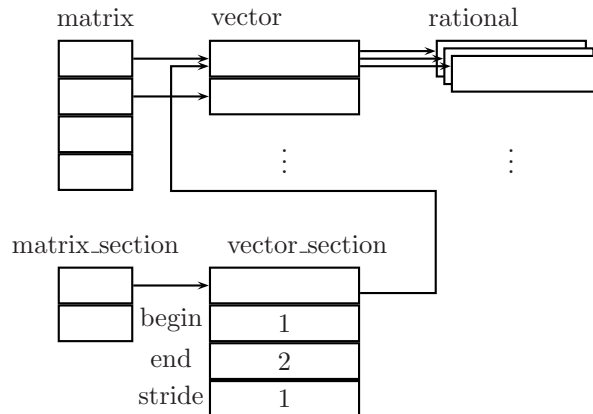 matrix vector rational
⋮ ⋮
matrix_section vector_section
begin 1
end 2
stride 1